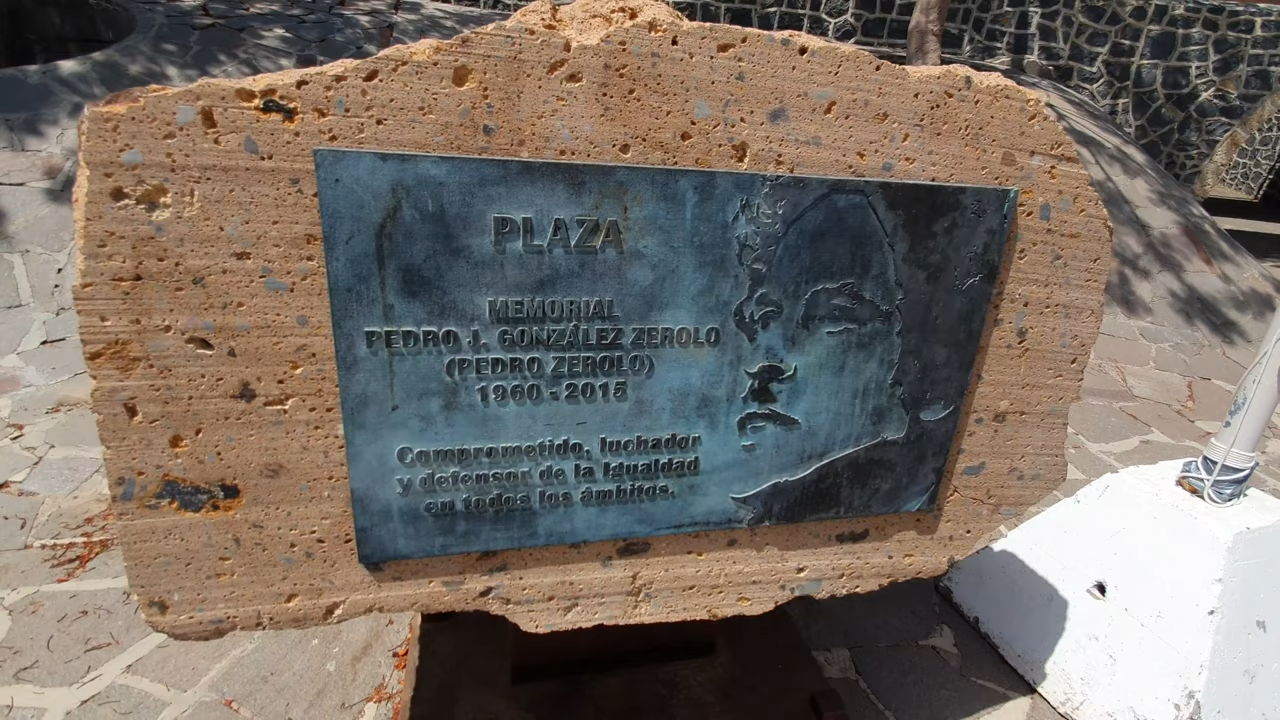 PLAZA
MEMORIAL
PEDRO J. GONZÁLEZ ZEROLO
(PEDRO ZEROLO)
1960 - 2015
Comprometido, luchador
y defensor de la Igualdad
en todos los ámbitos.